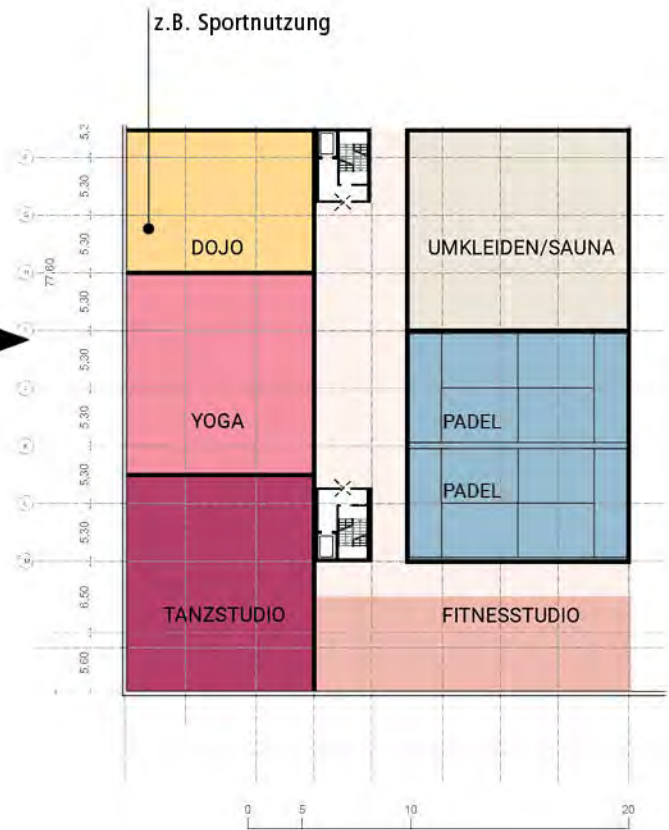 z.B. Sportnutzung
5.30
5.30
77.60
5.30
5.30
5.30
5.30
5.30
6.50
5.60
DOJO
UMKLEIDEN/SAUNA
YOGA
PADEL
PADEL
TANZSTUDIO
FITNESSTUDIO
0 5 10 20